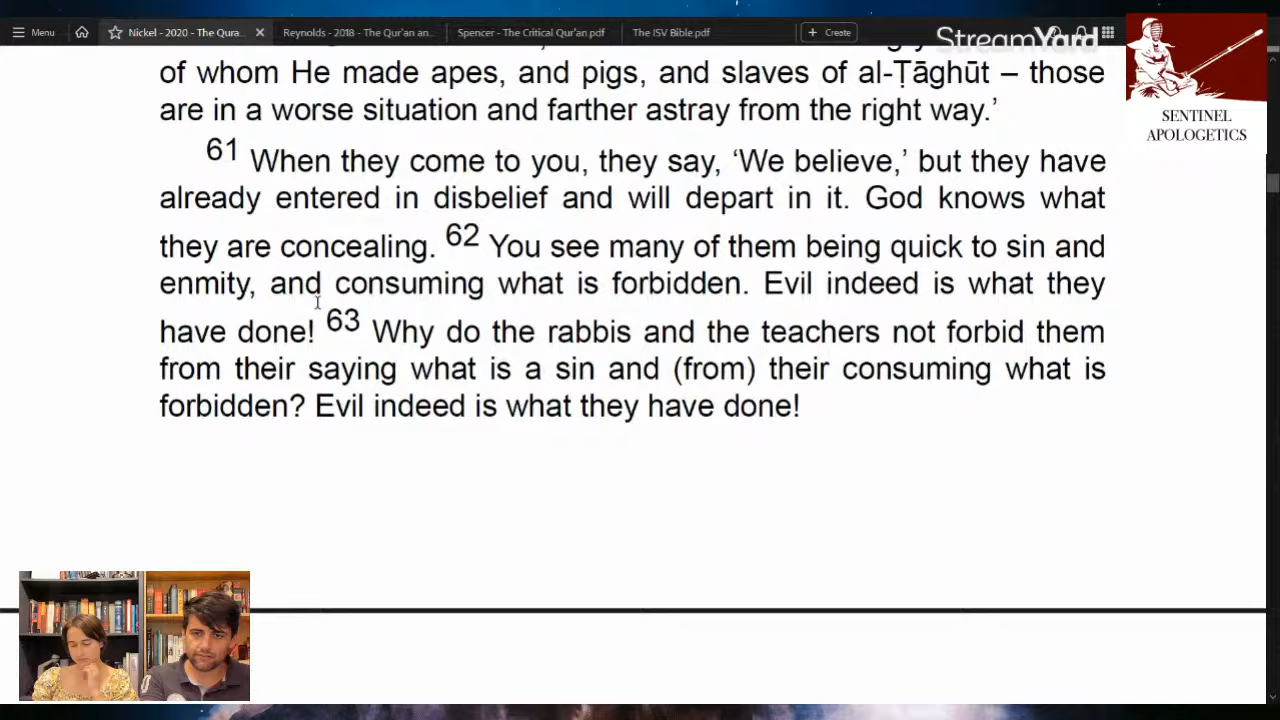 Menu
Nickel - 2020 - The Qura...
Reynolds - 2018 - The Qur'an an...
Spencer - The Critical Qur'an.pdf
The ISV Bible.pdf
Create
StreamYard
of whom He made apes, and pigs, and slaves of al-Ṭāghūt – those
are in a worse situation and farther astray from the right way.’
SENTINEL
APOLOGETICS
61 When they come to you, they say, ‘We believe,’ but they have
already entered in disbelief and will depart in it. God knows what
they are concealing. 62 You see many of them being quick to sin and
enmity, and consuming what is forbidden. Evil indeed is what they
have done! 63 Why do the rabbis and the teachers not forbid them
from their saying what is a sin and (from) their consuming what is
forbidden? Evil indeed is what they have done!